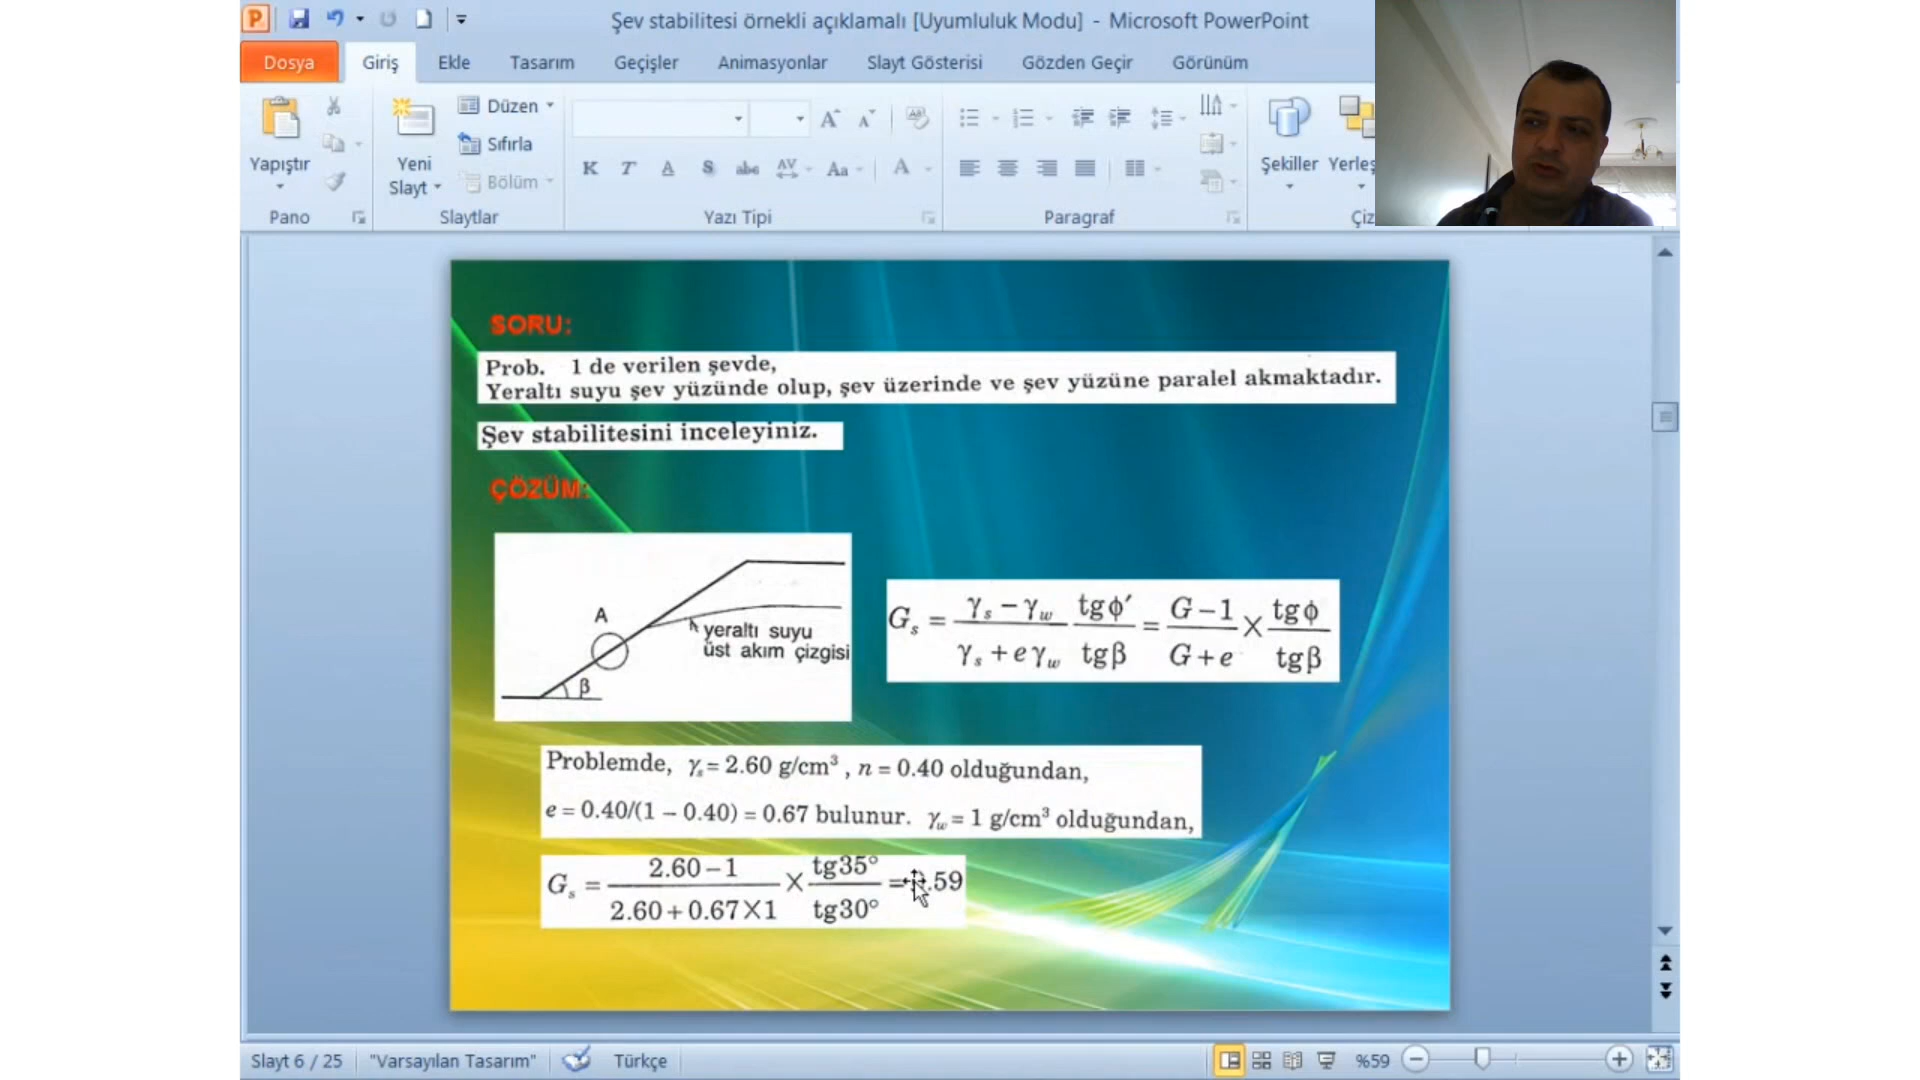 Şev stabilitesi örnekli açıklamalı [Uyumluluk Modu] - Microsoft PowerPoint
Dosya Giriş Ekle Tasarım Geçişler Animasyonlar Slayt Gösterisi Gözden Geçir Görünüm
Yapıştır
Yeni Slayt
Düzen
Sıfırla
Bölüm
K T A S abc AV Aa A
Şekiller
Pano Slaytlar Yazı Tipi Paragraf
SORU:
Prob. 1 de verilen şevde,
Yeraltı suyu şev yüzünde olup, şev üzerinde ve şev yüzüne paralel akmaktadır.
Şev stabilitesini inceleyiniz.
ÇÖZÜM:
A
yeraltı suyu
üst akım çizgisi
β
G_s = (γ_s − γ_w)/(γ_s + e γ_w) tgϕ′/tgβ = (G − 1)/(G + e) × tgϕ/tgβ
Problemde, γ_s = 2.60 g/cm³ , n = 0.40 olduğundan,
e = 0.40/(1 – 0.40) = 0.67 bulunur. γ_w = 1 g/cm³ olduğundan,
G_s = (2.60 – 1)/(2.60 + 0.67×1) × tg35°/tg30° = .59
Slayt 6 / 25 "Varsayılan Tasarım" Türkçe %59